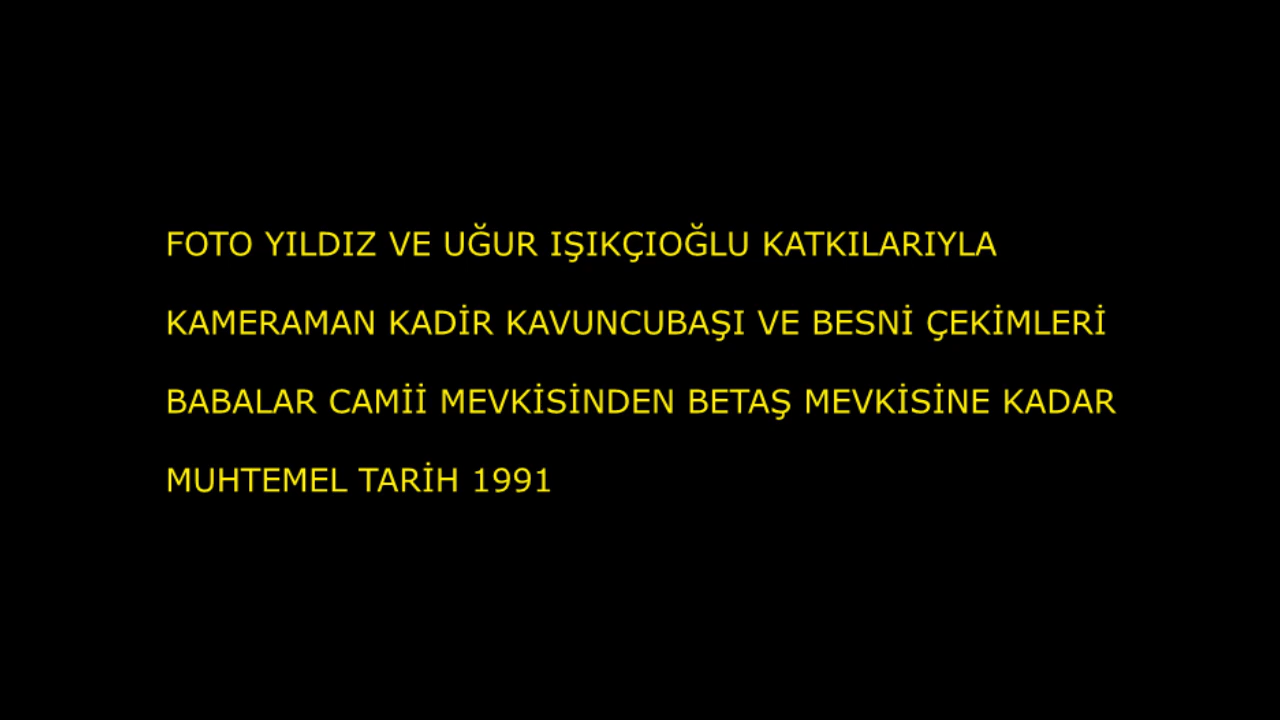 FOTO YILDIZ VE UĞUR IŞIKÇIOĞLU KATKILARIYLA
KAMERAMAN KADİR KAVUNCUBAŞI VE BESNİ ÇEKİMLERİ
BABALAR CAMİİ MEVKİSİNDEN BETAŞ MEVKİSİNE KADAR
MUHTEMEL TARİH 1991